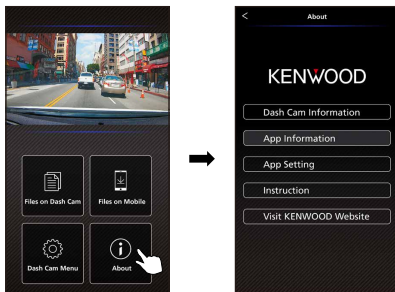 Files on Dash Cam
Files on Mobile
Dash Cam Menu
About
< About
KENWOOD
Dash Cam Information
App Information
App Setting
Instruction
Visit KENWOOD Website